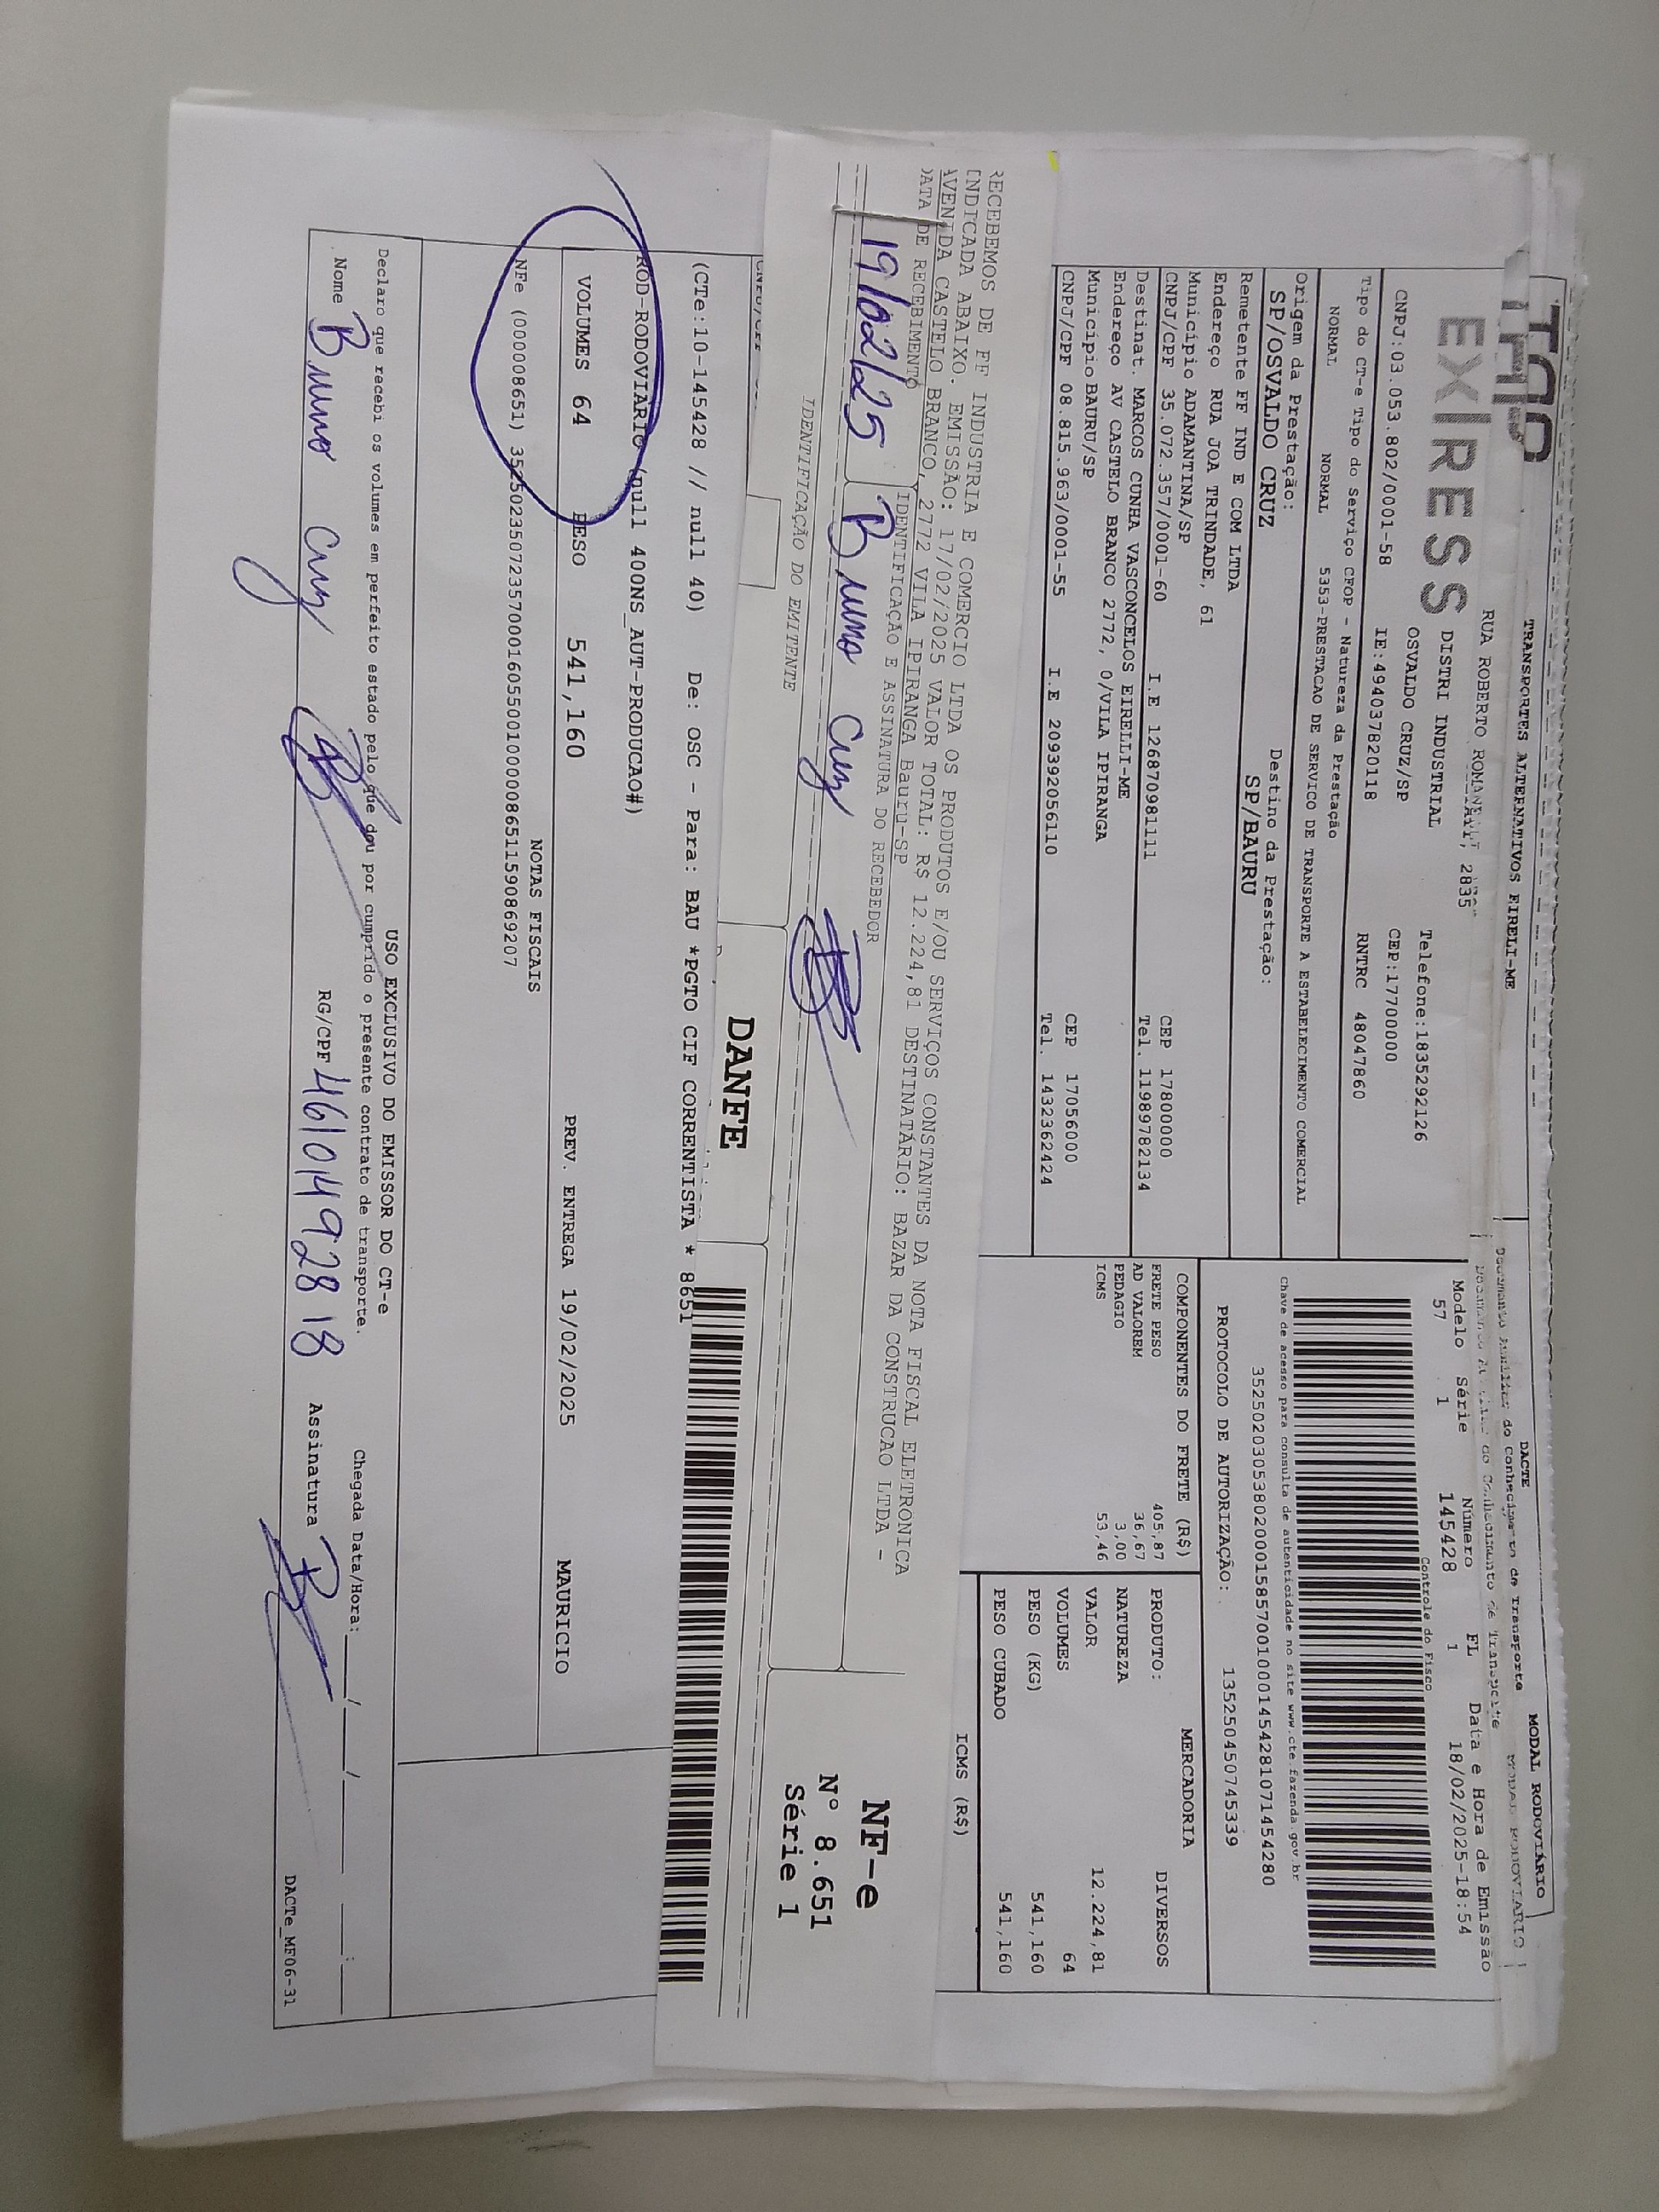 TRANSPORTES ALTERNATIVOS EIRELI-ME
DACTE
MODAL RODOVIÁRIO
EXPRESS
RUA ROBERTO ROMANATI, 2835
DISTRI INDUSTRIAL
Telefone:1835292126
OSVALDO CRUZ/SP
CEP:17700000
CNPJ:03.053.802/0001-58
IE:494037820118
RNTRC 48047860
Modelo Série Número FL Data e Hora de Emissão
57 1 145428 1 18/02/2025-18:54
Controle do Fisco
Tipo do CT-e Tipo do Serviço CFOP - Natureza da Prestação
NORMAL NORMAL 5353-PRESTACAO DE SERVICO DE TRANSPORTE A ESTABELECIMENTO COMERCIAL
Chave de acesso para consulta de autenticidade no site www.cte.fazenda.gov.br
35250203053802000158570010001454281071454280
Origem da Prestação: Destino da Prestação:
SP/OSVALDO CRUZ SP/BAURU
PROTOCOLO DE AUTORIZAÇÃO: 135250450745339
Remetente FF IND E COM LTDA
Endereço RUA JOA TRINDADE, 61
Município ADAMANTINA/SP CEP 17800000
CNPJ/CPF 35.072.357/0001-60 I.E 126870981111 Tel. 11989782134
Destinat. MARCOS CUNHA VASCONCELOS EIRELLI-ME
Endereço AV CASTELO BRANCO 2772, 0/VILA IPIRANGA
Município BAURU/SP CEP 17056000
CNPJ/CPF 08.815.963/0001-55 I.E 209392056110 Tel. 1432362424
COMPONENTES DO FRETE (R$)
FRETE PESO 405,87
AD VALOREM 36,67
PEDAGIO 3,00
ICMS 53,46
MERCADORIA
PRODUTO: DIVERSOS
NATUREZA
VALOR 12.224,81
VOLUMES 64
PESO (KG) 541,160
PESO CUBADO 541,160
ICMS (R$)
RECEBEMOS DE FF INDUSTRIA E COMERCIO LTDA OS PRODUTOS E/OU SERVIÇOS CONSTANTES DA NOTA FISCAL ELETRÔNICA
INDICADA ABAIXO. EMISSÃO: 17/02/2025 VALOR TOTAL: R$ 12.224,81 DESTINATÁRIO: BAZAR DA CONSTRUCAO LTDA -
AVENIDA CASTELO BRANCO, 2772 VILA IPIRANGA Bauru-SP
DATA DE RECEBIMENTO IDENTIFICAÇÃO E ASSINATURA DO RECEBEDOR
19/02/25 Bruno Cruz
NF-e
Nº 8.651
Série 1
IDENTIFICAÇÃO DO EMITENTE
DANFE
(CTe:10-145428 // null 40) De: OSC - Para: BAU *PGTO CIF CORRENTISTA * 8651
ROD-RODOVIARIO (null 400NS_AUT-PRODUCAO#)
VOLUMES 64 PESO 541,160 PREV. ENTREGA 19/02/2025 MAURICIO
NOTAS FISCAIS
NFe (000008651) 35250235072357000160550010000086511590869207
USO EXCLUSIVO DO EMISSOR DO CT-e
Declaro que recebi os volumes em perfeito estado pelo que dou por cumprido o presente contrato de transporte.
Chegada Data/Hora:___/___/___ ___:___
Nome Bruno Cruz RG/CPF 46101492818 Assinatura
DACTe_MF06-31